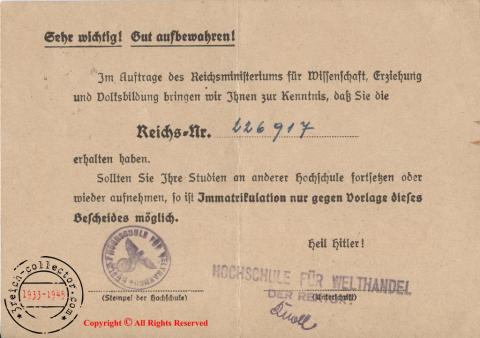 Sehr wichtig! Gut aufbewahren!
Im Auftrage des Reichsministeriums für Wissenschaft, Erziehung
und Volksbildung bringen wir Ihnen zur Kenntnis, daß Sie die
Reichs-Nr. 226917
erhalten haben.
Sollten Sie Ihre Studien an anderer Hochschule fortsetzen oder
wieder aufnehmen, so ist Immatrikulation nur gegen Vorlage dieses
Bescheides möglich.
Heil Hitler!
HOCHSCHULE FÜR WELTHANDEL
DER REKTOR:
(Stempel der Hochschule)
(Unterschrift)
Knoll
3reich-collector.com
1933-1945
Copyright © All Rights Reserved